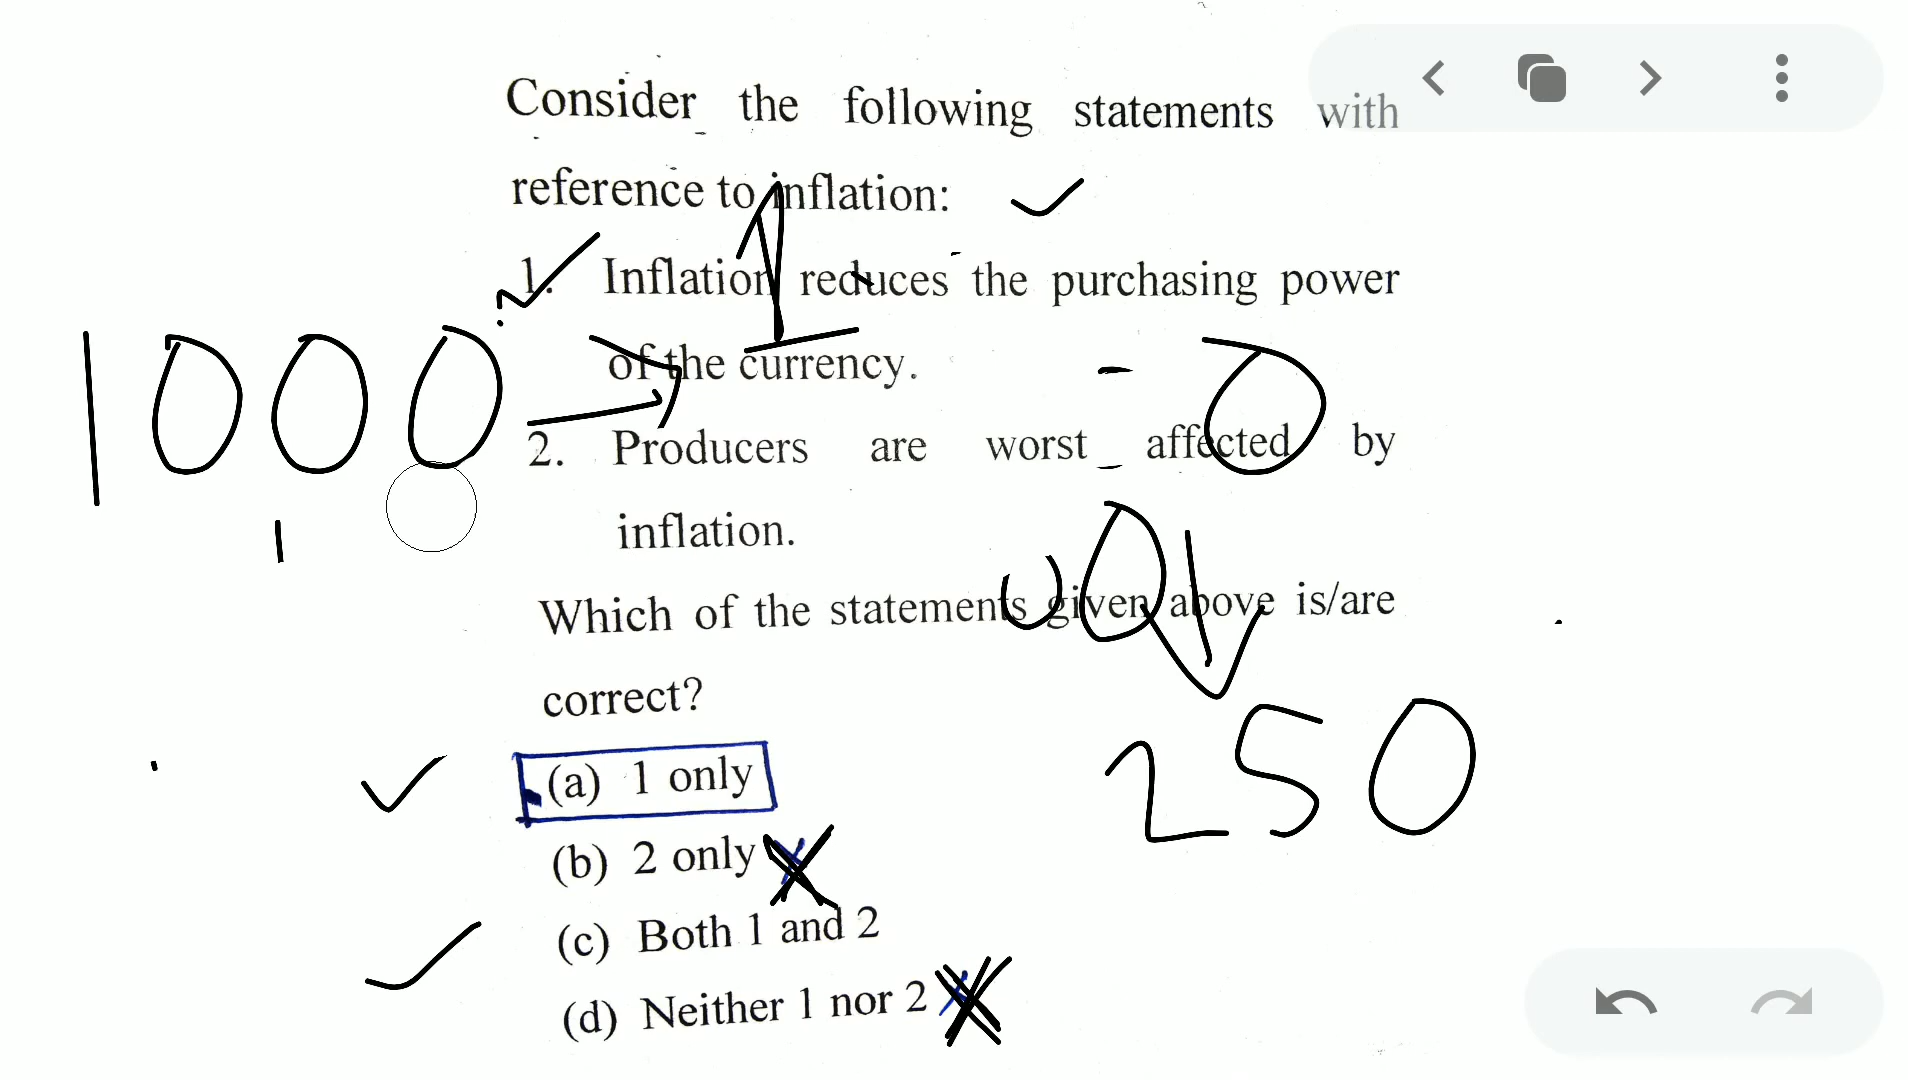 Consider the following statements with
reference to inflation:
1. Inflation reduces the purchasing power
of the currency.
1000
2. Producers are worst affected by
inflation.
Which of the statements given above is/are
correct?
250
(a) 1 only
(b) 2 only
(c) Both 1 and 2
(d) Neither 1 nor 2